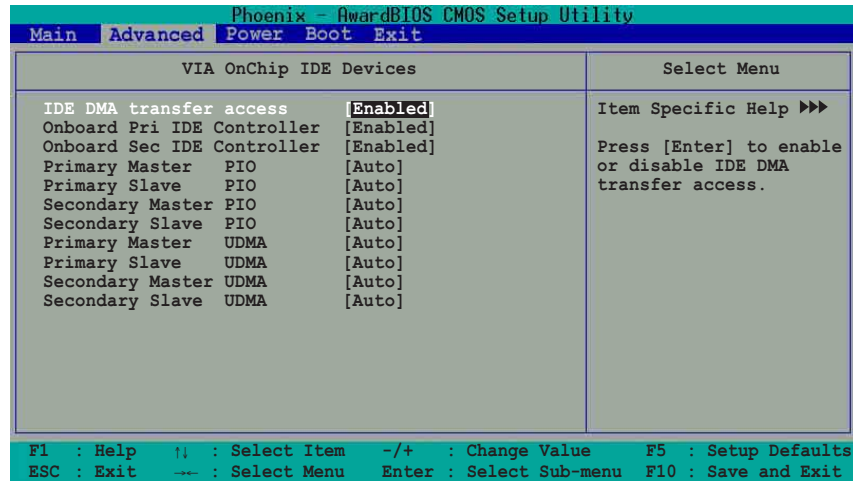 Phoenix - AwardBIOS CMOS Setup Utility
Main Advanced Power Boot Exit
VIA OnChip IDE Devices
Select Menu
IDE DMA transfer access [Enabled]
Onboard Pri IDE Controller [Enabled]
Onboard Sec IDE Controller [Enabled]
Primary Master PIO [Auto]
Primary Slave PIO [Auto]
Secondary Master PIO [Auto]
Secondary Slave PIO [Auto]
Primary Master UDMA [Auto]
Primary Slave UDMA [Auto]
Secondary Master UDMA [Auto]
Secondary Slave UDMA [Auto]
Item Specific Help ▶▶▶
Press [Enter] to enable
or disable IDE DMA
transfer access.
F1 : Help ↑↓ : Select Item -/+ : Change Value F5 : Setup Defaults
ESC : Exit →← : Select Menu Enter : Select Sub-menu F10 : Save and Exit